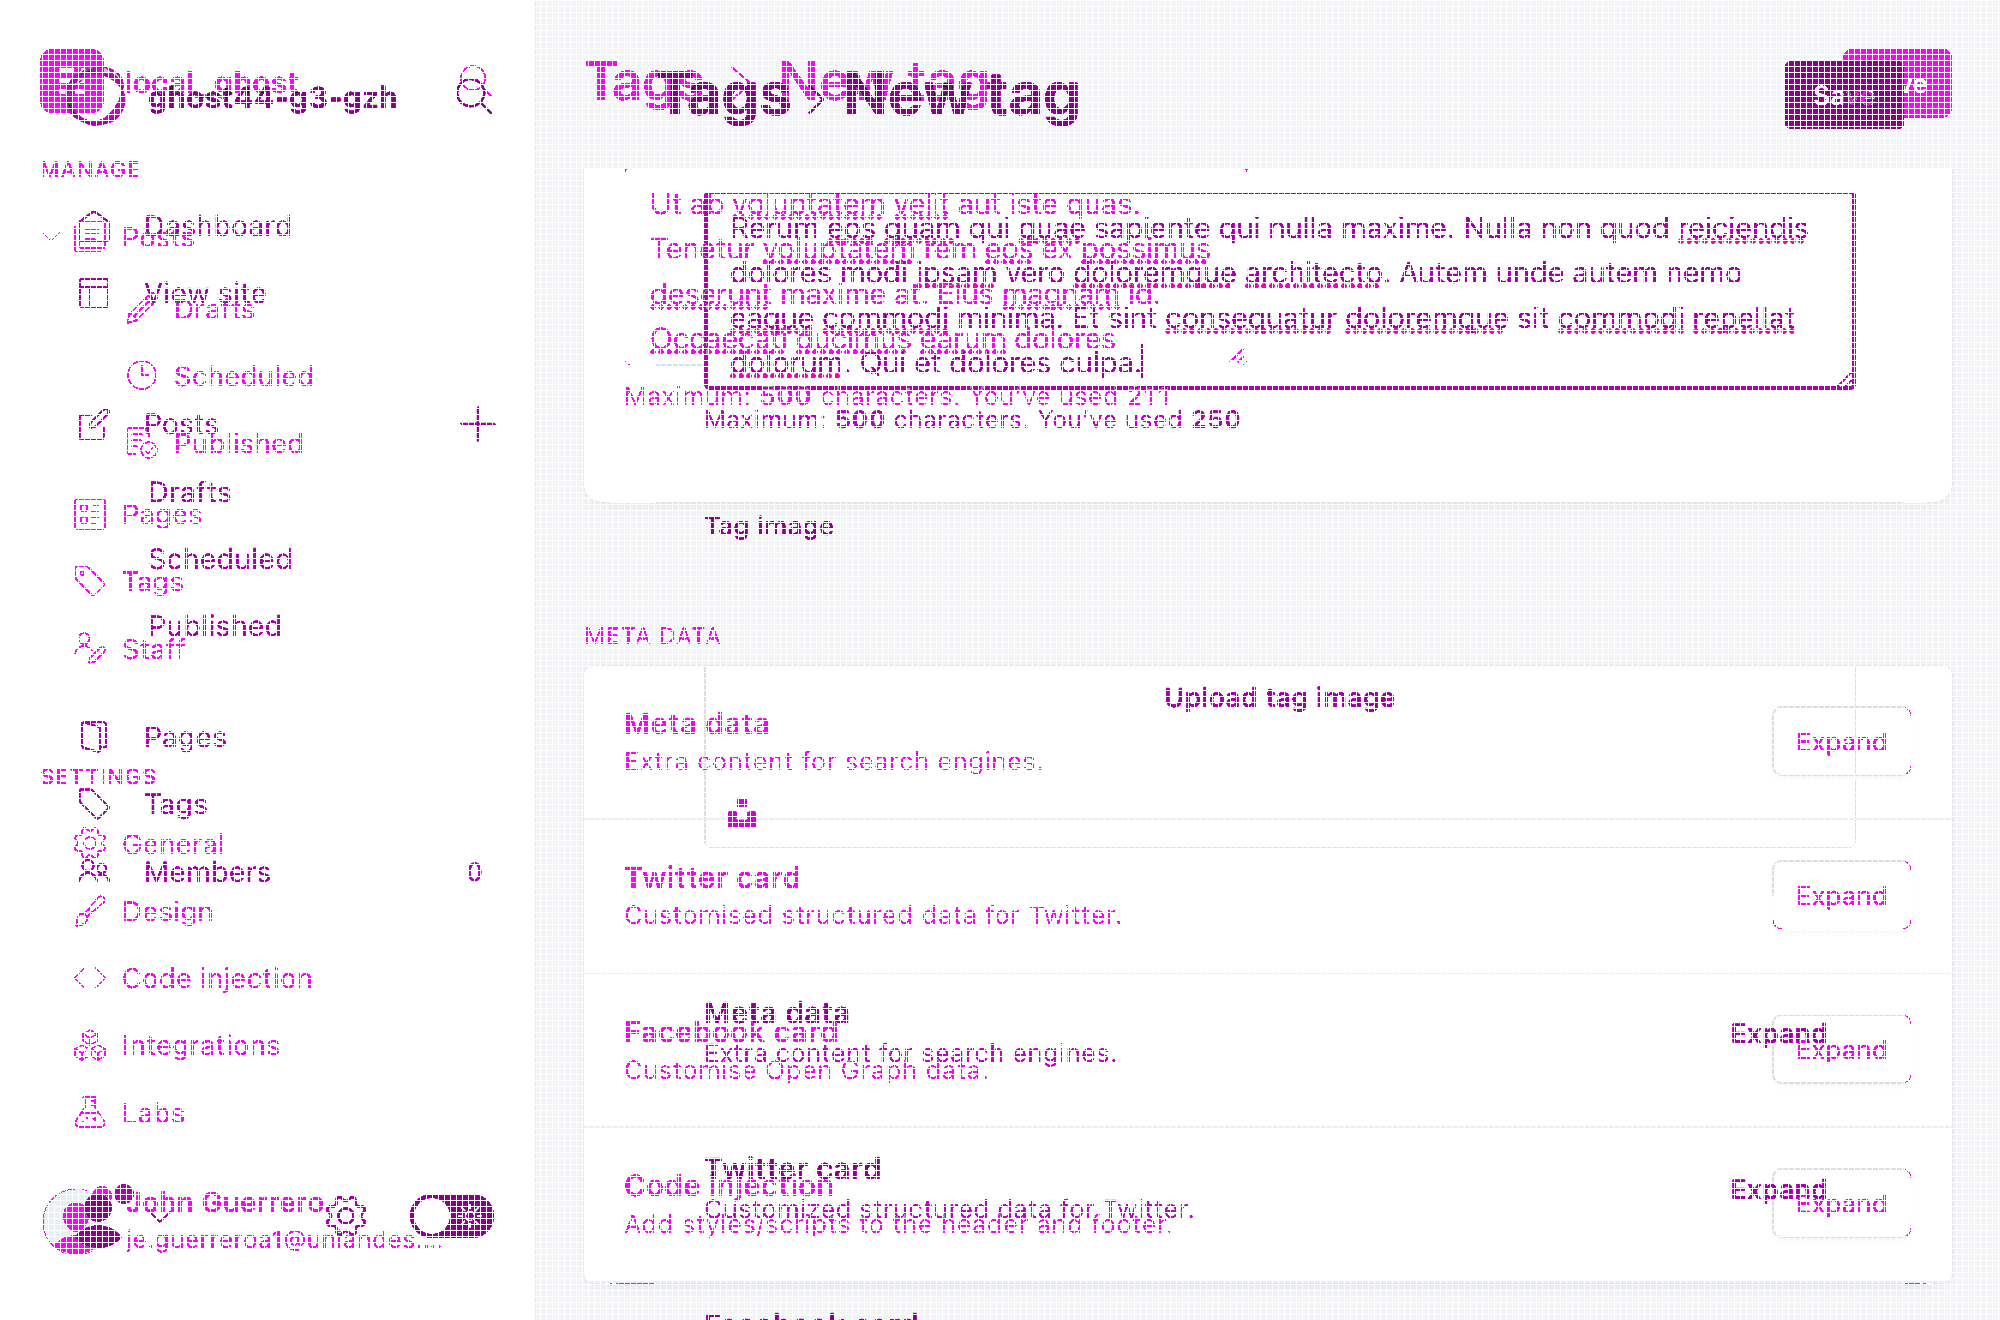 local-ghost
ghost44-g3-gzh
Tags > New tag
Tags > New tag
Save
MANAGE
Dashboard
Posts
View site
Drafts
Scheduled
Posts
Published
Drafts
Pages
Scheduled
Tags
Published
Staff
Pages
SETTINGS
Tags
General
Members 0
Design
Code injection
Integrations
Labs
John Guerrero
je.guerreroa1@uniandes....
Ut ab voluptatem velit aut iste quas.
Rerum eos quam qui quae sapiente qui nulla maxime. Nulla non quod reiciendis
Tenetur voluptatem rem eos ex possimus
dolores modi ipsam vero doloremque architecto. Autem unde autem nemo
deserunt maxime at. Eius magnam id.
eaque commodi minima. Et sint consequatur doloremque sit commodi repellat
Occaecati ducimus earum dolores
dolorum. Qui et dolores culpa.
Maximum: 500 characters. You've used 211
Maximum: 500 characters. You've used 250
Tag image
META DATA
Upload tag image
Meta data
Expand
Extra content for search engines.
Twitter card
Expand
Customised structured data for Twitter.
Meta data
Facebook card
Expand
Expand
Extra content for search engines.
Customise Open Graph data.
Twitter card
Code injection
Expand
Expand
Customized structured data for Twitter.
Add styles/scripts to the header and footer.
Facebook card